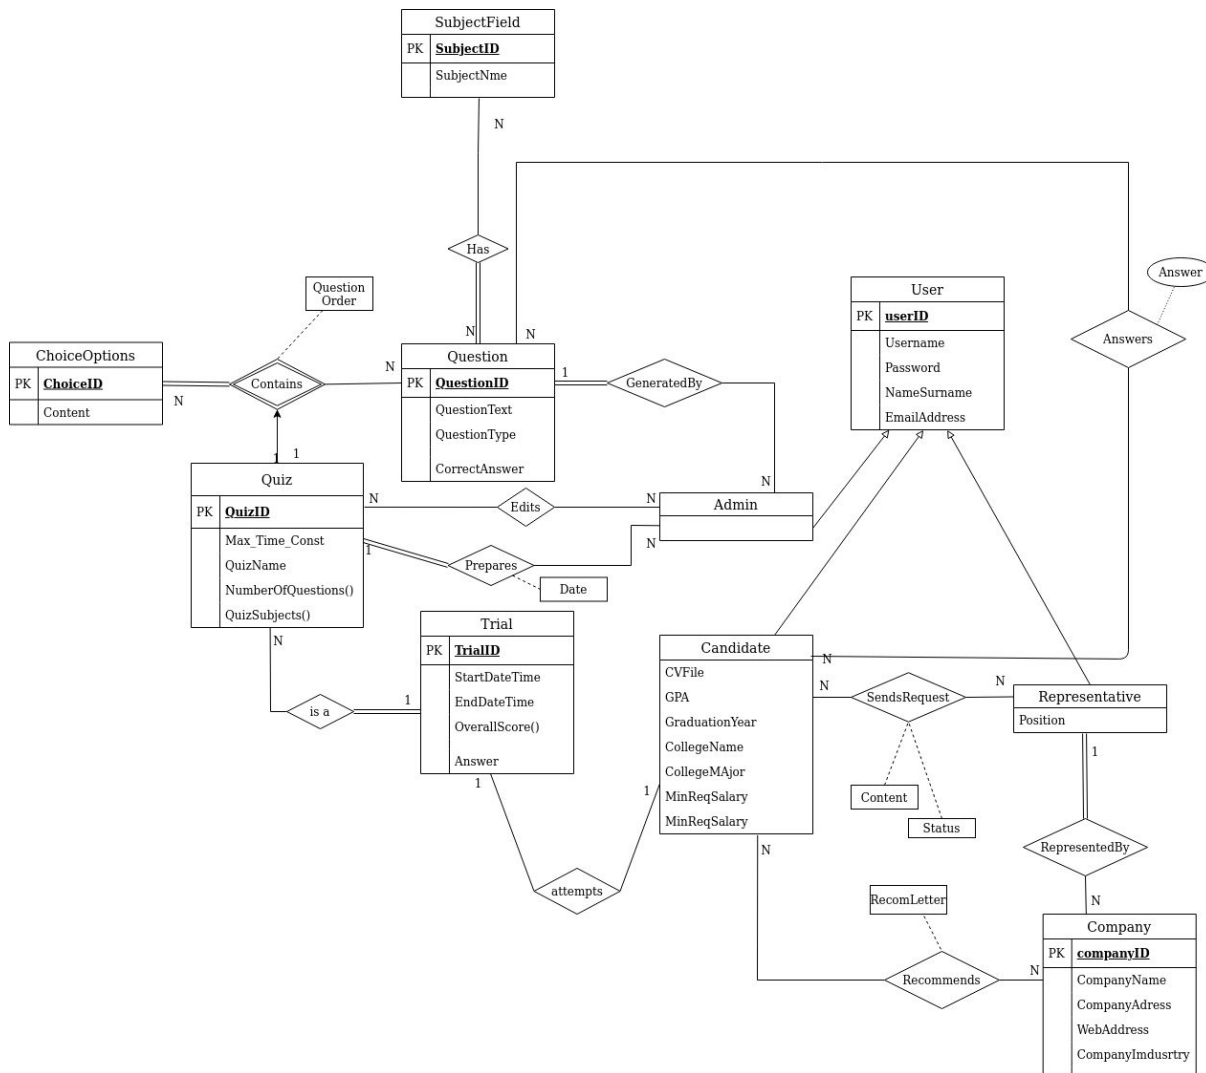 SubjectField
PK SubjectID
SubjectNme
N
Has
N
N
Question
PK QuestionID
QuestionText
QuestionType
CorrectAnswer
Question
Order
ChoiceOptions
PK ChoiceID
Content
N
Contains
N
1
1
1
GeneratedBy
N
User
PK userID
Username
Password
NameSurname
EmailAddress
Answer
Answers
Quiz
PK QuizID
Max_Time_Const
QuizName
NumberOfQuestions()
QuizSubjects()
N
Edits
N
Admin
1
Prepares
N
Date
N
is a
1
Trial
PK TrialID
StartDateTime
EndDateTime
OverallScore()
Answer
1
attempts
1
Candidate
CVFile
GPA
GraduationYear
CollegeName
CollegeMAjor
MinReqSalary
MinReqSalary
N
N
SendsRequest
N
Content
Status
Representative
Position
1
RepresentedBy
N
N
RecomLetter
Recommends
N
Company
PK companyID
CompanyName
CompanyAdress
WebAddress
CompanyImdusrtry